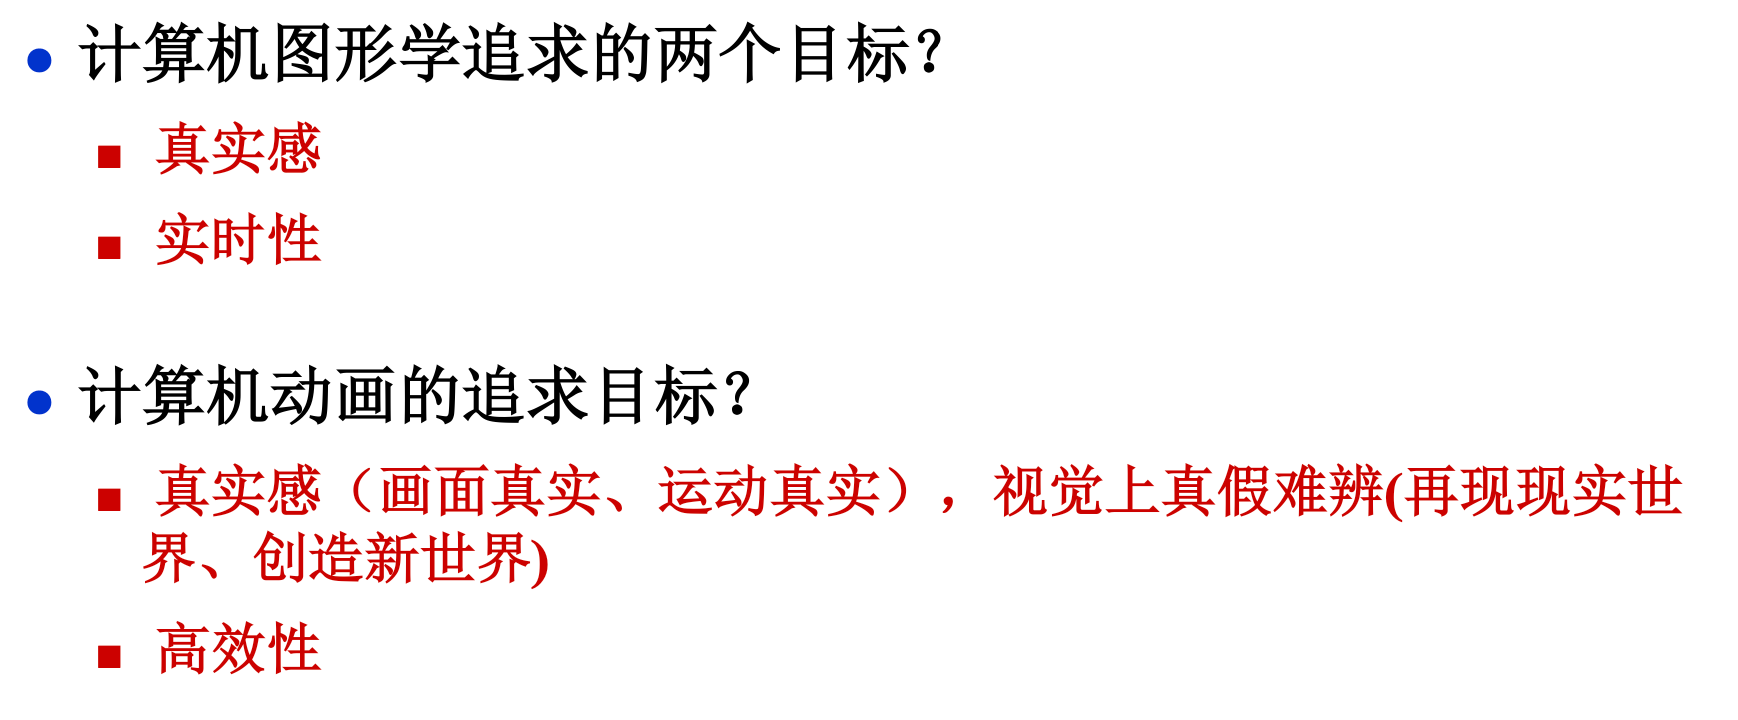 ● 计算机图形学追求的两个目标？
■ 真实感
■ 实时性
● 计算机动画的追求目标？
■ 真实感（画面真实、运动真实），视觉上真假难辨(再现现实世
界、创造新世界)
■ 高效性